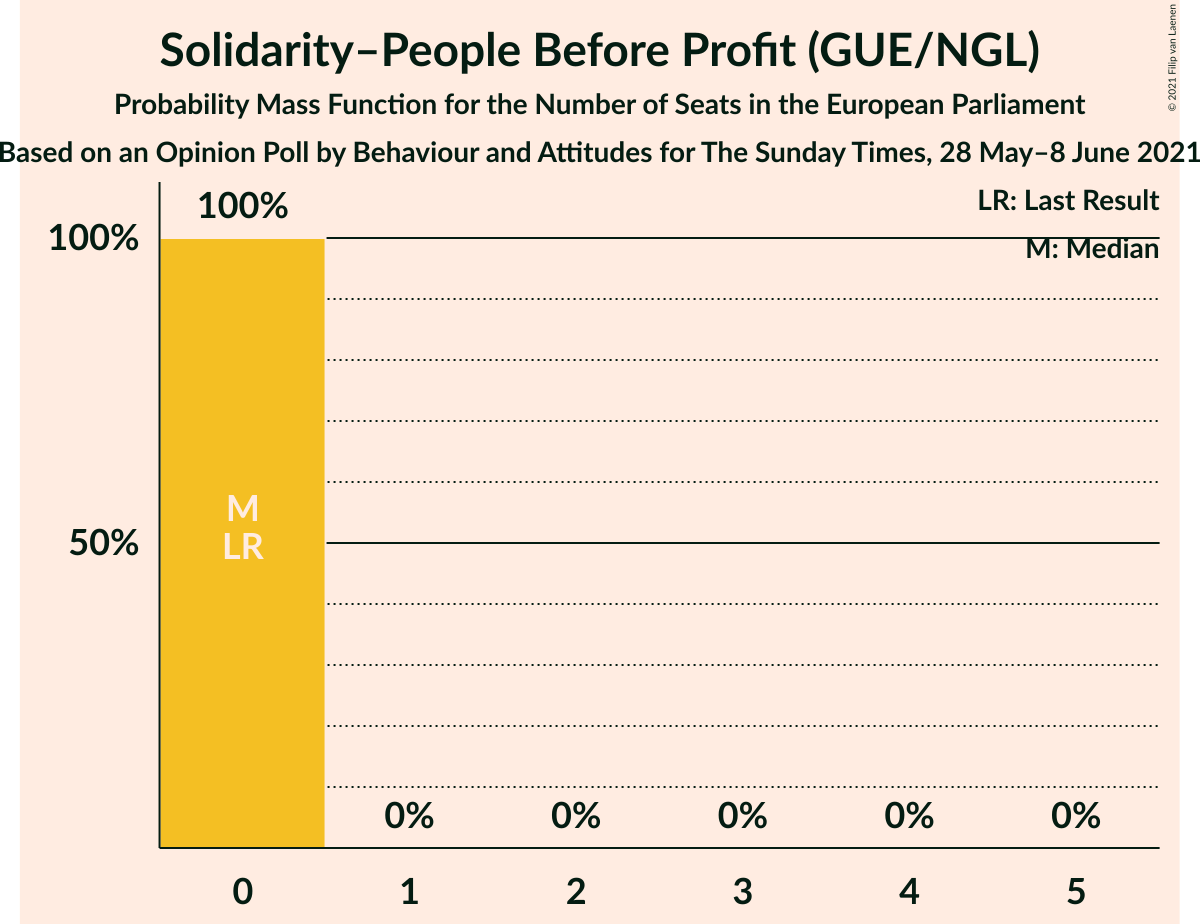 Solidarity–People Before Profit (GUE/NGL)
Probability Mass Function for the Number of Seats in the European Parliament
Based on an Opinion Poll by Behaviour and Attitudes for The Sunday Times, 28 May–8 June 2021
© 2021 Filip van Laenen
LR: Last Result
M: Median
100%
100%
50%
M
LR
0% 0% 0% 0% 0%
0 1 2 3 4 5